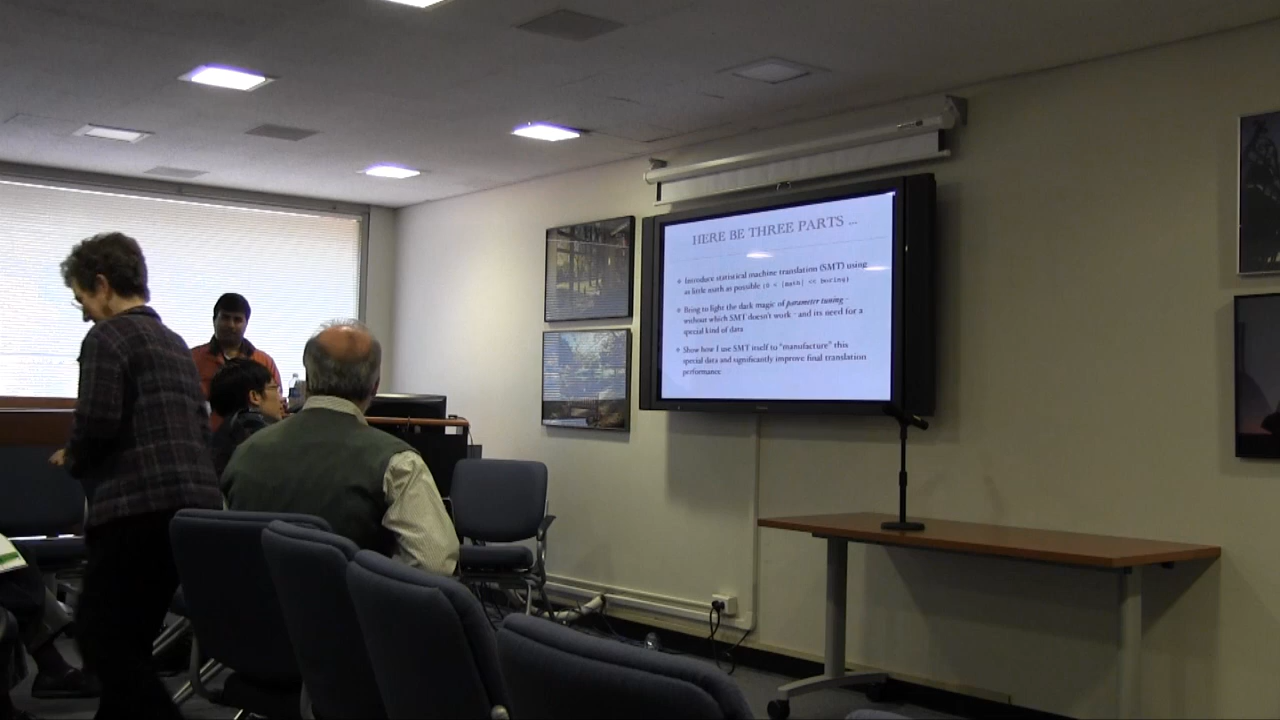 HERE BE THREE PARTS ...
Introduce statistical machine translation (SMT) using
as little math as possible (0 < |math| << boring)
Bring to light the dark magic of parameter tuning -
without which SMT doesn't work - and its need for a
special kind of data
Show how I use SMT itself to "manufacture" this
special data and significantly improve final translation
performance